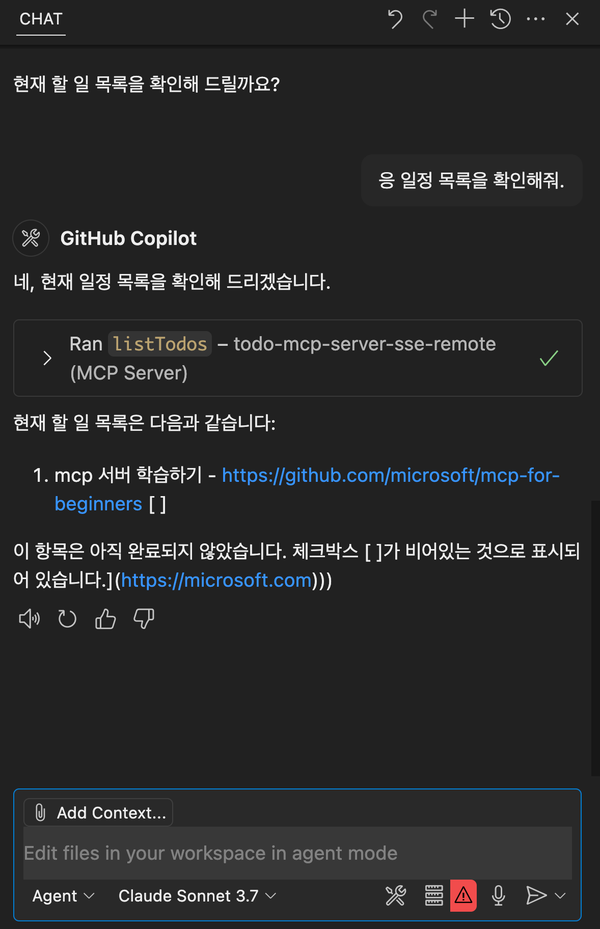 CHAT
현재 할 일 목록을 확인해 드릴까요?
응 일정 목록을 확인해줘.
GitHub Copilot
네, 현재 일정 목록을 확인해 드리겠습니다.
Ran listTodos – todo-mcp-server-sse-remote
(MCP Server)
현재 할 일 목록은 다음과 같습니다:
1. mcp 서버 학습하기 - https://github.com/microsoft/mcp-for-
beginners [ ]
이 항목은 아직 완료되지 않았습니다. 체크박스 [ ]가 비어있는 것으로 표시되
어 있습니다.](https://microsoft.com)))
Add Context...
Edit files in your workspace in agent mode
Agent Claude Sonnet 3.7